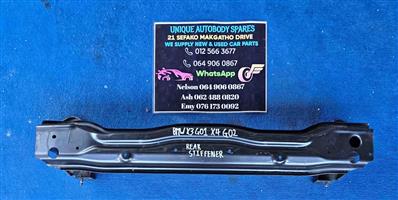 UNIQUE AUTOBODY SPARES
21 SEFAKO MAKGATHO DRIVE
WE SUPPLY NEW & USED CAR PARTS
012 566 3677
064 906 0867
WhatsApp
Nelson 064 906 0867
Ash 062 488 0820
Emy 076 173 0092
BMW X3 G01 X4 G02
REAR
STIFFENER